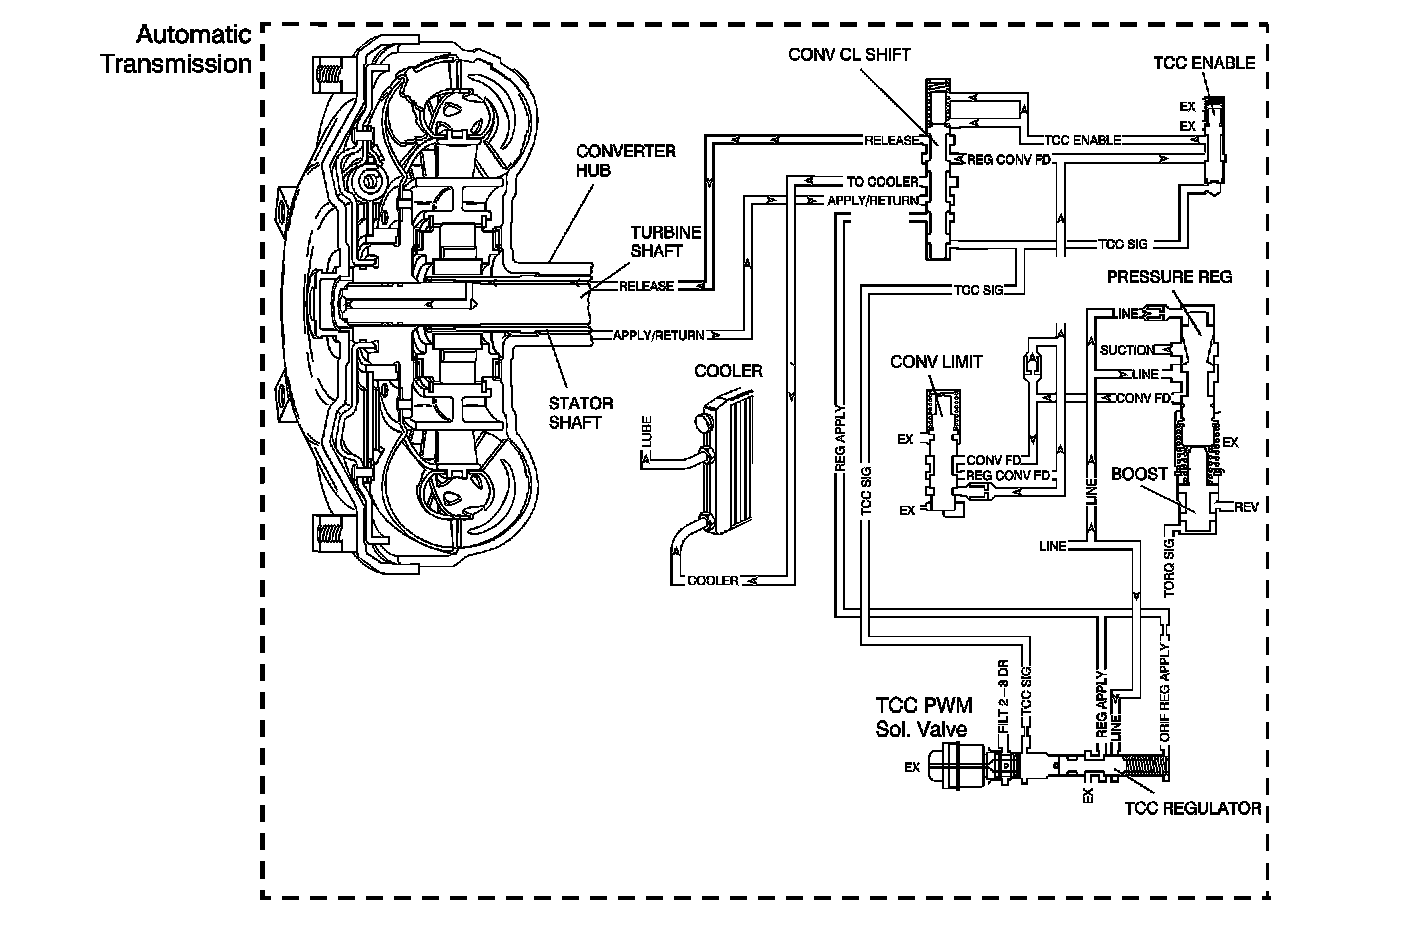 Automatic
Transmission
CONV CL SHIFT
TCC ENABLE
EX
EX
RELEASE
TCC ENABLE
REG CONV FD
CONVERTER
HUB
TO COOLER
APPLY/RETURN
TURBINE
SHAFT
TCC SIG
PRESSURE REG
RELEASE
TCC SIG
LINE
APPLY/RETURN
SUCTION
CONV LIMIT
COOLER
LINE
CONV FD
STATOR
SHAFT
LUBE
REG APPLY
EX
EX
CONV FD
REG CONV FD
BOOST
TCC SIG
LINE
EX
REV
LINE
TORQ SIG
COOLER
FILT 2-3 DR
TCC SIG
REG APPLY
LINE
ORIF REG APPLY
TCC PWM
Sol. Valve
EX
EX
TCC REGULATOR